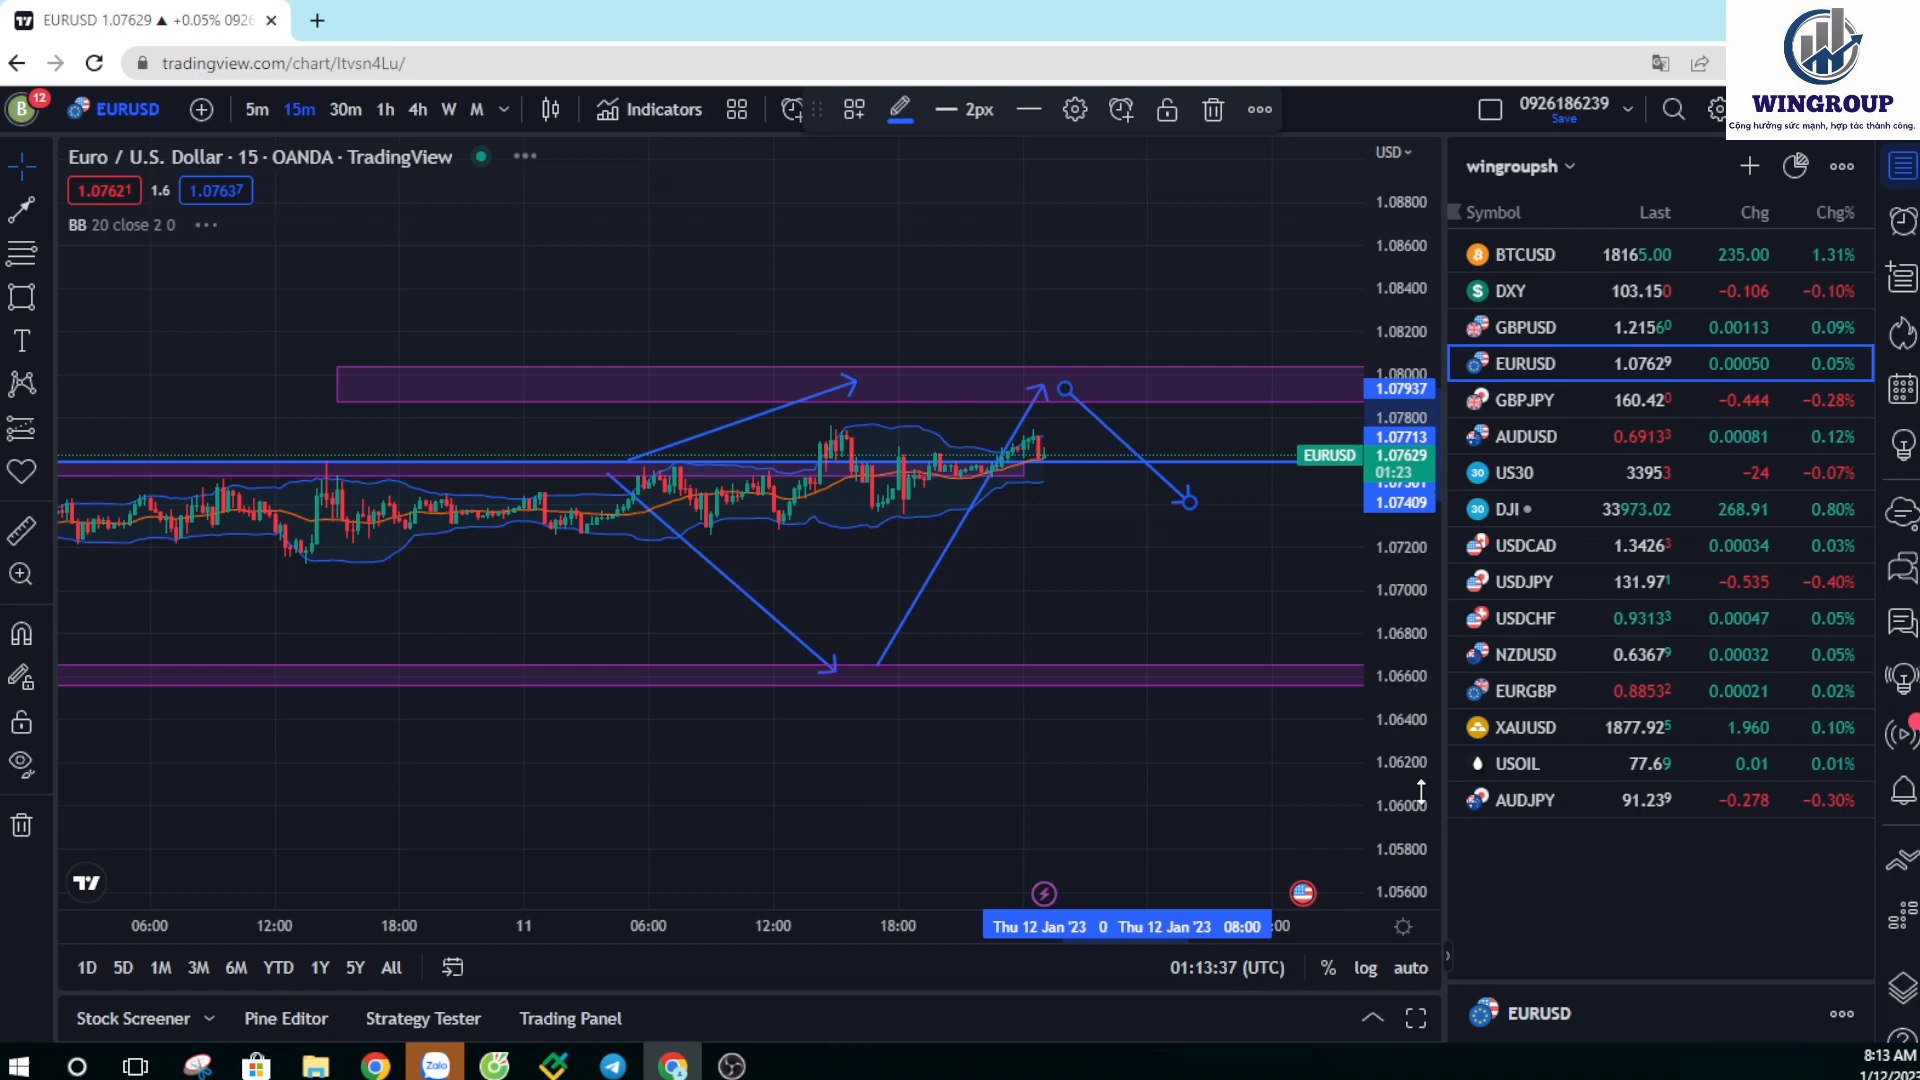 EURUSD 1.07629 ▲ +0.05% 0926
tradingview.com/chart/Itvsn4Lu/
WINGROUP
Cộng hưởng sức mạnh, hợp tác thành công.
B 12 EURUSD 5m 15m 30m 1h 4h W M Indicators 2px 0926186239
Save
Euro / U.S. Dollar · 15 · OANDA · TradingView
1.07621 1.6 1.07637
BB 20 close 2 0
USD
1.08800
1.08600
1.08400
1.08200
1.08000
1.07937
1.07800
1.07713
EURUSD 1.07629
01:23
1.07409
1.07200
1.07000
1.06800
1.06600
1.06400
1.06200
1.06000
1.05800
1.05600
06:00 12:00 18:00 11 06:00 12:00 18:00 Thu 12 Jan '23 0 Thu 12 Jan '23 08:00 :00
1D 5D 1M 3M 6M YTD 1Y 5Y All 01:13:37 (UTC) % log auto
Stock Screener Pine Editor Strategy Tester Trading Panel
wingroupsh
Symbol Last Chg Chg%
BTCUSD 18165.00 235.00 1.31%
DXY 103.150 −0.106 −0.10%
GBPUSD 1.21560 0.00113 0.09%
EURUSD 1.07629 0.00050 0.05%
GBPJPY 160.420 −0.444 −0.28%
AUDUSD 0.69133 0.00081 0.12%
30 US30 33953 −24 −0.07%
30 DJI 33973.02 268.91 0.80%
USDCAD 1.34263 0.00034 0.03%
USDJPY 131.971 −0.535 −0.40%
USDCHF 0.93133 0.00047 0.05%
NZDUSD 0.63679 0.00032 0.05%
EURGBP 0.88532 0.00021 0.02%
XAUUSD 1877.925 1.960 0.10%
USOIL 77.69 0.01 0.01%
AUDJPY 91.239 −0.278 −0.30%
EURUSD
Zalo
8:13 AM